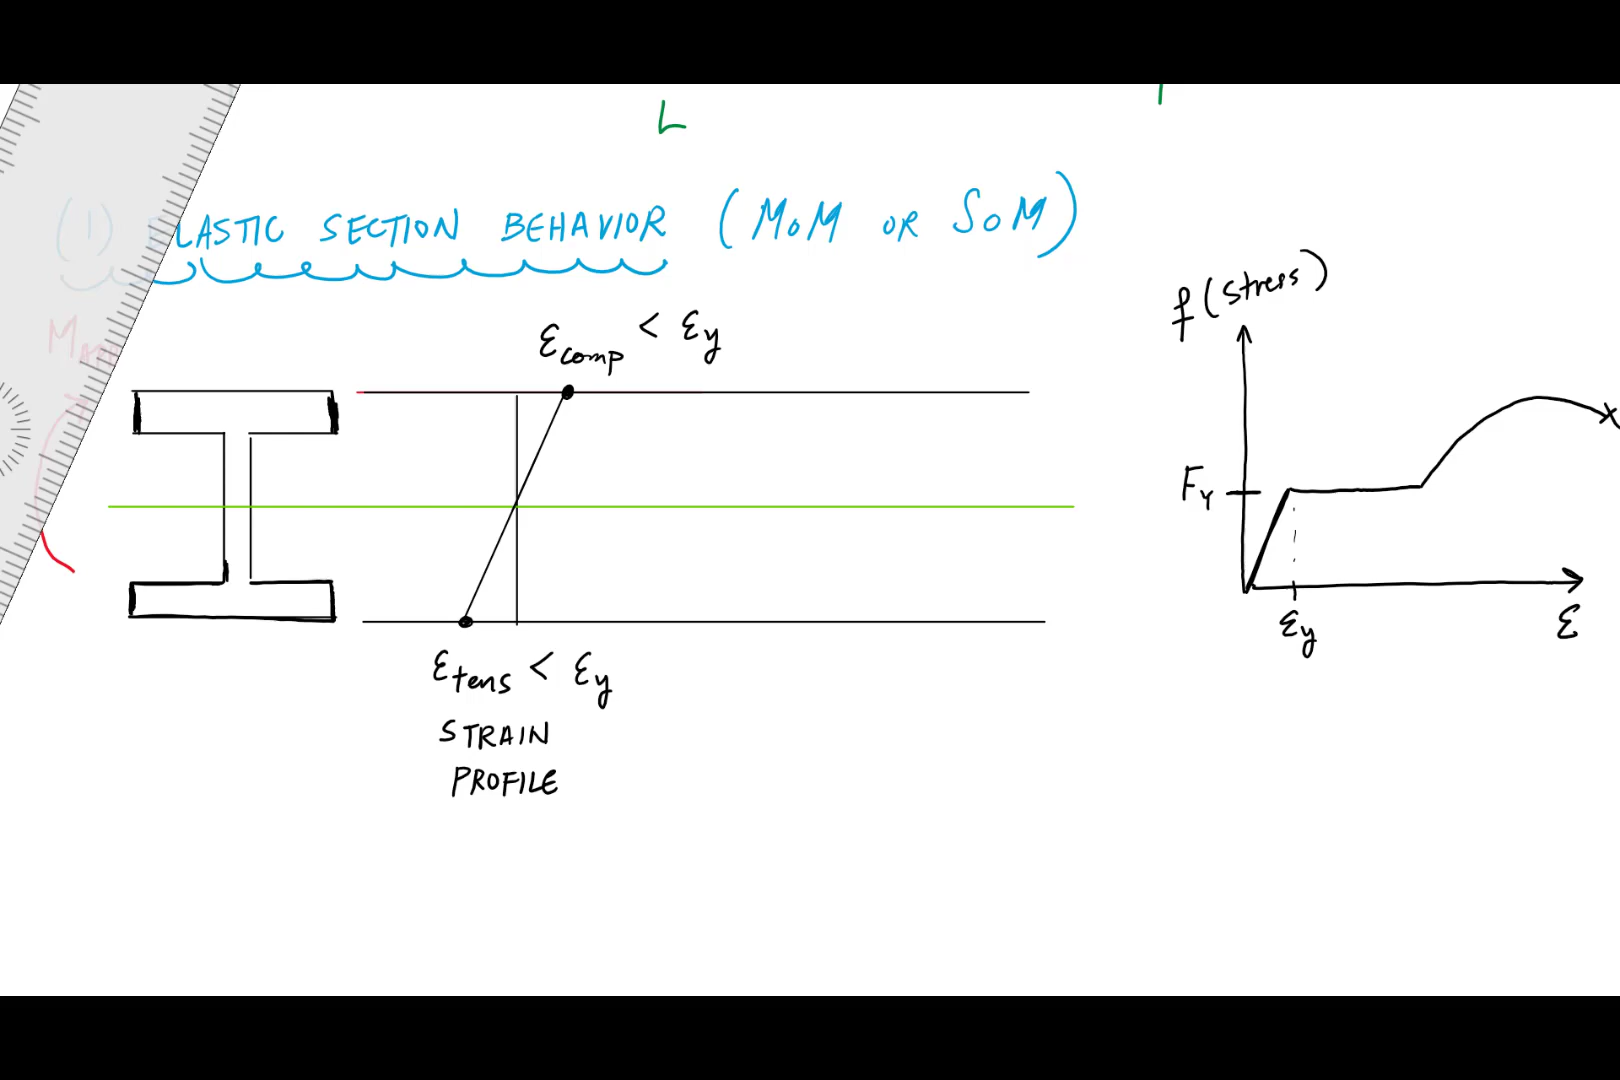 L
(1) ELASTIC SECTION BEHAVIOR (MoM OR SoM)
f (stress)
εcomp < εy
Fy
εy
ε
εtens < εy
STRAIN
PROFILE